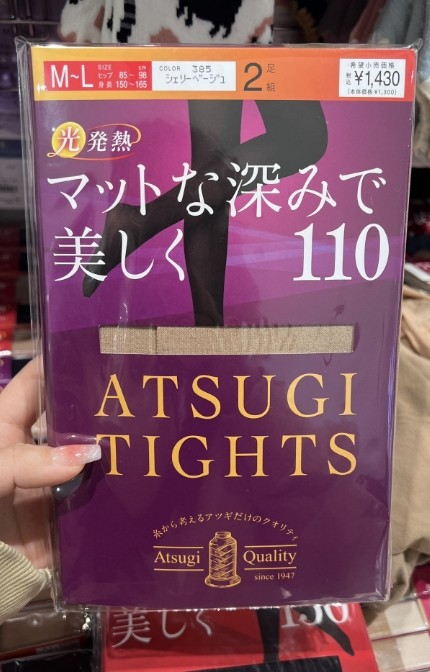 M~L
SIZE cm
ヒップ 85~98
身長 150~165
COLOR 385
シェリーベージュ
2足組
希望小売価格
税込¥1,430
(本体価格¥1,300)
光発熱
マットな深みで
美しく 110
ATSUGI
TIGHTS
糸から考えるアツギだけのクオリティ
Atsugi Quality
since 1947
美しく 130